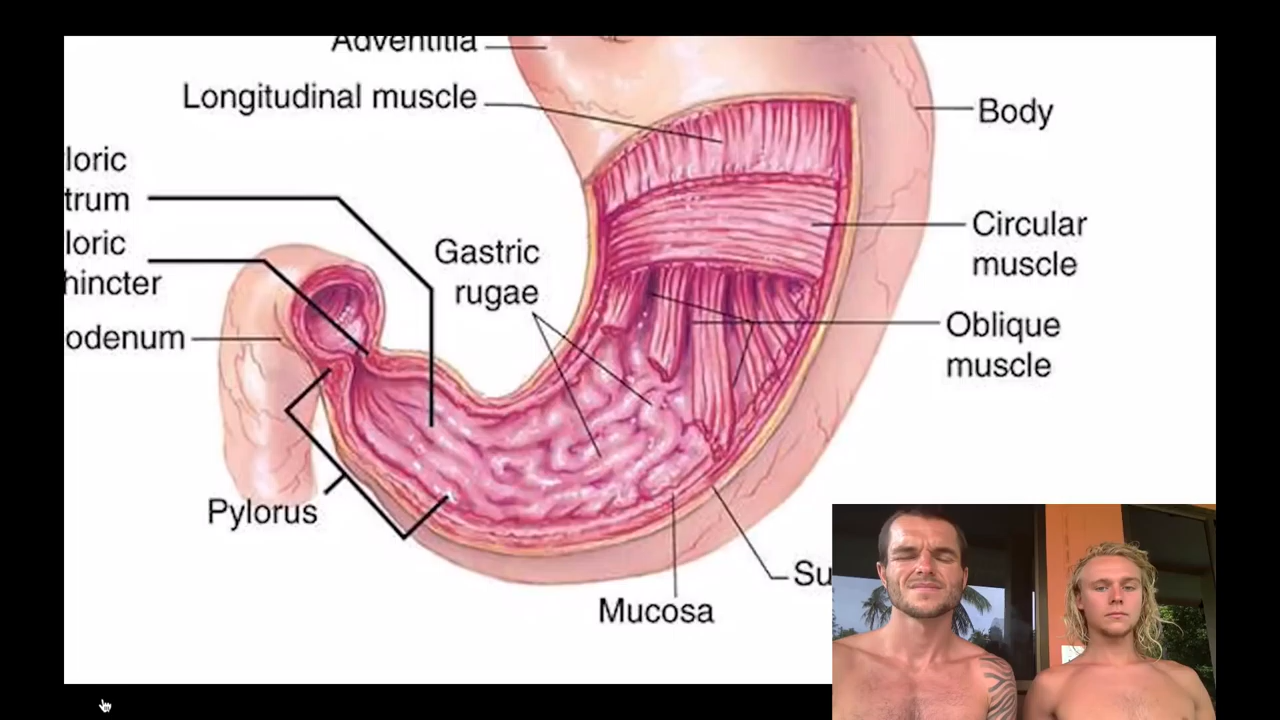 Adventitia
Longitudinal muscle
Body
loric
trum
loric
hincter
odenum
Gastric
rugae
Circular
muscle
Oblique
muscle
Pylorus
Mucosa
Su